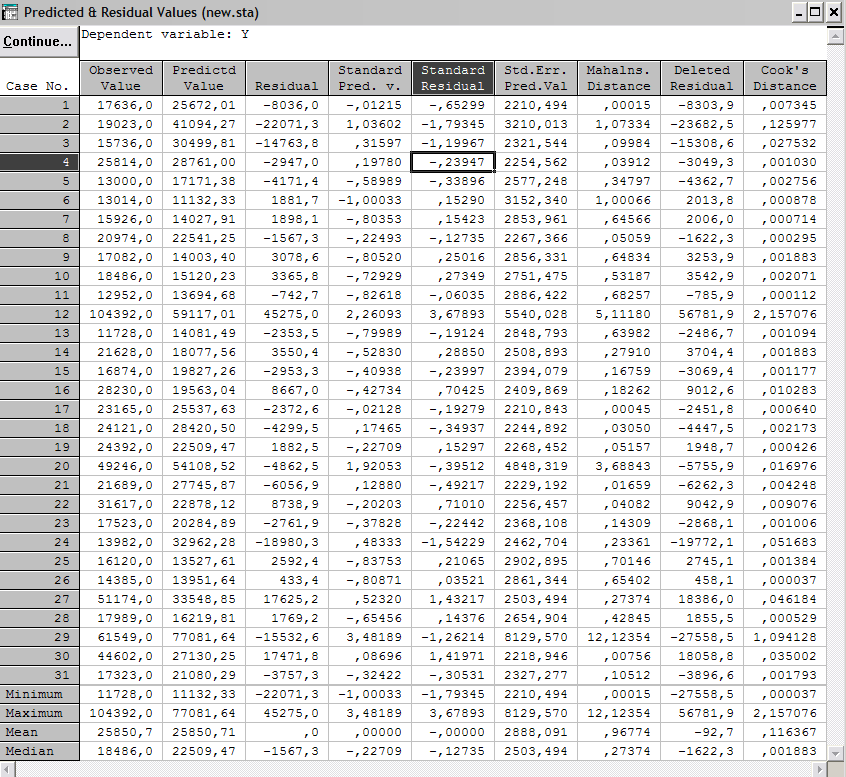 Predicted & Residual Values (new.sta)
Continue... Dependent variable: Y
Observed Predictd Standard Standard Std.Err. Mahalns. Deleted Cook's
Case No. Value Value Residual Pred. v. Residual Pred.Val Distance Residual Distance
1 17636,0 25672,01 -8036,0 -,01215 -,65299 2210,494 ,00015 -8303,9 ,007345
2 19023,0 41094,27 -22071,3 1,03602 -1,79345 3210,013 1,07334 -23682,5 ,125977
3 15736,0 30499,81 -14763,8 ,31597 -1,19967 2321,544 ,09984 -15308,6 ,027532
4 25814,0 28761,00 -2947,0 ,19780 -,23947 2254,562 ,03912 -3049,3 ,001030
5 13000,0 17171,38 -4171,4 -,58989 -,33896 2577,248 ,34797 -4362,7 ,002756
6 13014,0 11132,33 1881,7 -1,00033 ,15290 3152,340 1,00066 2013,8 ,000878
7 15926,0 14027,91 1898,1 -,80353 ,15423 2853,961 ,64566 2006,0 ,000714
8 20974,0 22541,25 -1567,3 -,22493 -,12735 2267,366 ,05059 -1622,3 ,000295
9 17082,0 14003,40 3078,6 -,80520 ,25016 2856,331 ,64834 3253,9 ,001883
10 18486,0 15120,23 3365,8 -,72929 ,27349 2751,475 ,53187 3542,9 ,002071
11 12952,0 13694,68 -742,7 -,82618 -,06035 2886,422 ,68257 -785,9 ,000112
12 104392,0 59117,01 45275,0 2,26093 3,67893 5540,028 5,11180 56781,9 2,157076
13 11728,0 14081,49 -2353,5 -,79989 -,19124 2848,793 ,63982 -2486,7 ,001094
14 21628,0 18077,56 3550,4 -,52830 ,28850 2508,893 ,27910 3704,4 ,001883
15 16874,0 19827,26 -2953,3 -,40938 -,23997 2394,079 ,16759 -3069,4 ,001177
16 28230,0 19563,04 8667,0 -,42734 ,70425 2409,869 ,18262 9012,6 ,010283
17 23165,0 25537,63 -2372,6 -,02128 -,19279 2210,843 ,00045 -2451,8 ,000640
18 24121,0 28420,50 -4299,5 ,17465 -,34937 2244,892 ,03050 -4447,5 ,002173
19 24392,0 22509,47 1882,5 -,22709 ,15297 2268,452 ,05157 1948,7 ,000426
20 49246,0 54108,52 -4862,5 1,92053 -,39512 4848,319 3,68843 -5755,9 ,016976
21 21689,0 27745,87 -6056,9 ,12880 -,49217 2229,192 ,01659 -6262,3 ,004248
22 31617,0 22878,12 8738,9 -,20203 ,71010 2256,457 ,04082 9042,9 ,009076
23 17523,0 20284,89 -2761,9 -,37828 -,22442 2368,108 ,14309 -2868,1 ,001006
24 13982,0 32962,28 -18980,3 ,48333 -1,54229 2462,704 ,23361 -19772,1 ,051683
25 16120,0 13527,61 2592,4 -,83753 ,21065 2902,895 ,70146 2745,1 ,001384
26 14385,0 13951,64 433,4 -,80871 ,03521 2861,344 ,65402 458,1 ,000037
27 51174,0 33548,85 17625,2 ,52320 1,43217 2503,494 ,27374 18386,0 ,046184
28 17989,0 16219,81 1769,2 -,65456 ,14376 2654,904 ,42845 1855,5 ,000529
29 61549,0 77081,64 -15532,6 3,48189 -1,26214 8129,570 12,12354 -27558,5 1,094128
30 44602,0 27130,25 17471,8 ,08696 1,41971 2218,946 ,00756 18058,8 ,035002
31 17323,0 21080,29 -3757,3 -,32422 -,30531 2327,277 ,10512 -3896,6 ,001793
Minimum 11728,0 11132,33 -22071,3 -1,00033 -1,79345 2210,494 ,00015 -27558,5 ,000037
Maximum 104392,0 77081,64 45275,0 3,48189 3,67893 8129,570 12,12354 56781,9 2,157076
Mean 25850,7 25850,71 ,0 ,00000 -,00000 2888,091 ,96774 -92,7 ,116367
Median 18486,0 22509,47 -1567,3 -,22709 -,12735 2503,494 ,27374 -1622,3 ,001883